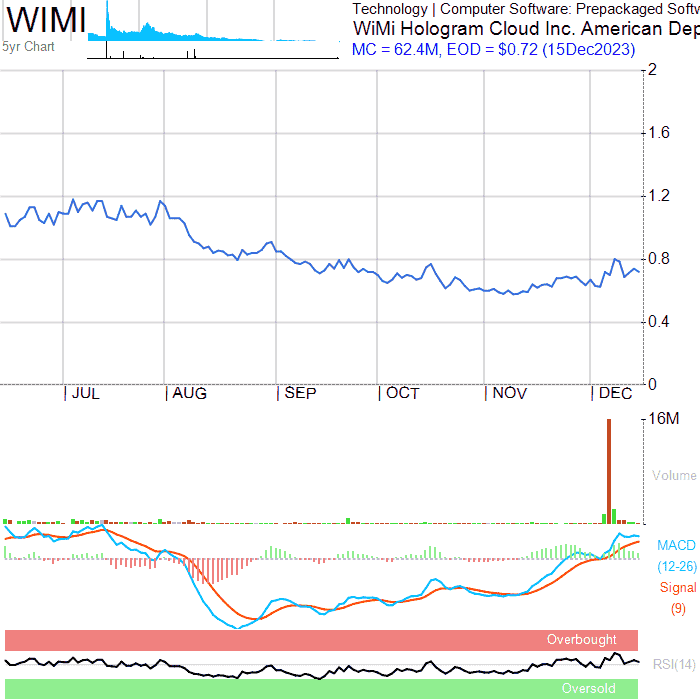 WIMI
5yr Chart
Technology | Computer Software: Prepackaged Softw
WiMi Hologram Cloud Inc. American Dep
MC = 62.4M, EOD = $0.72 (15Dec2023)
2
1.6
1.2
0.8
0.4
0
| JUL | AUG | SEP | OCT | NOV | DEC
16M
Volume
MACD
(12-26)
Signal
(9)
Overbought
RSI(14)
Oversold